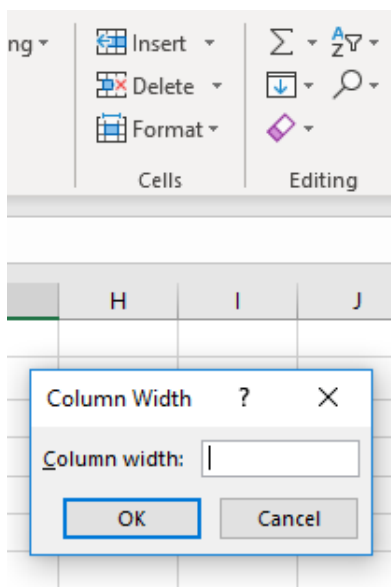 ng
Insert
Delete
Format
Cells
Editing
H I J
Column Width ? X
Column width:
OK Cancel